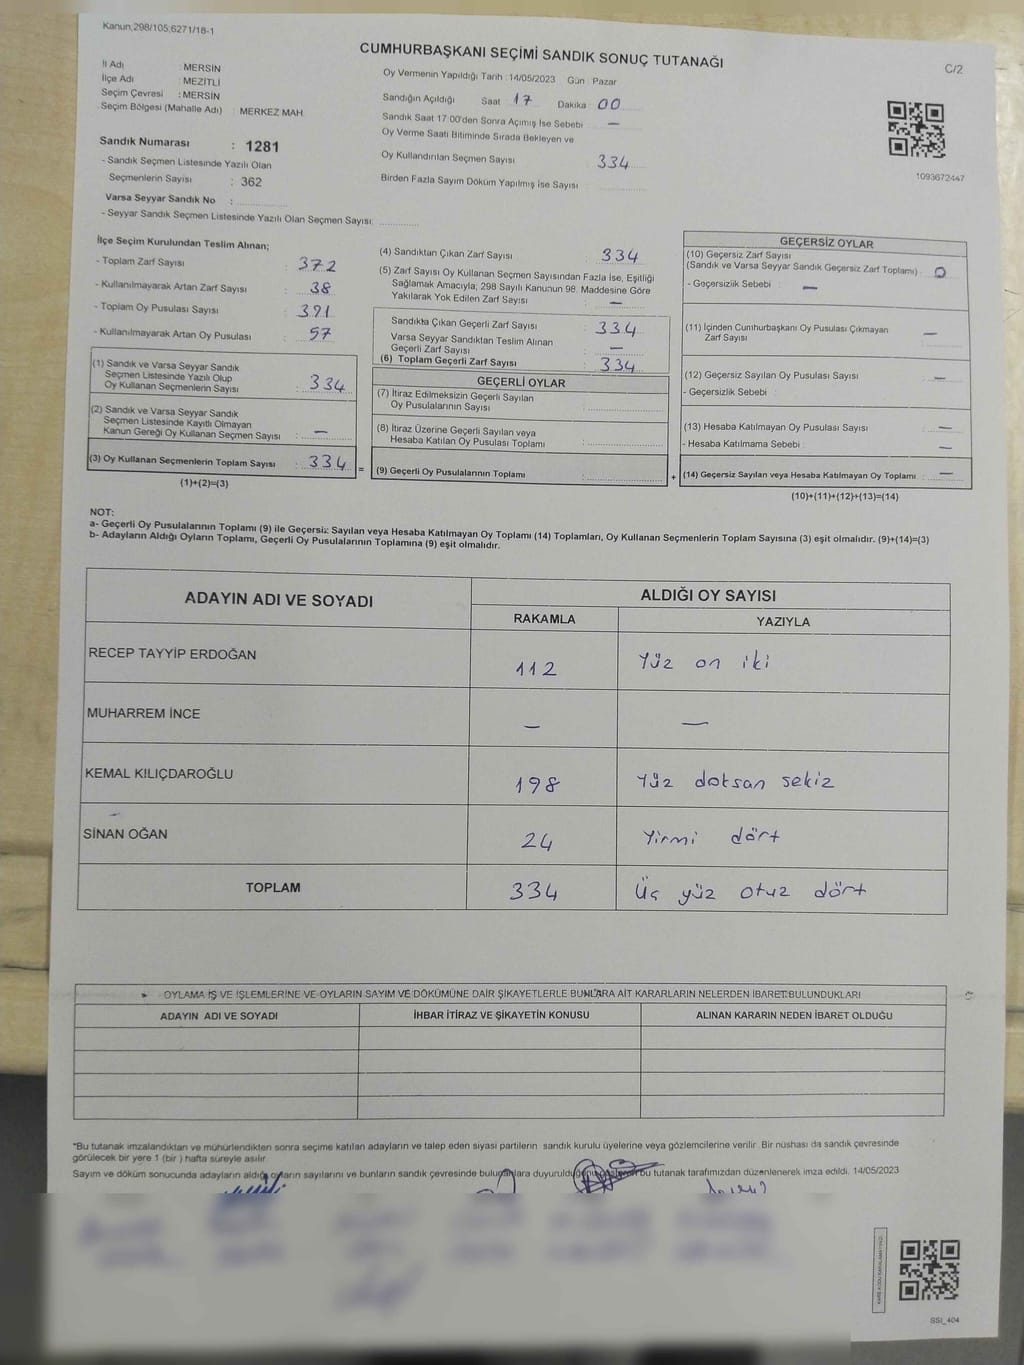 Kanun,298/105;6271/18-1
CUMHURBAŞKANI SEÇİMİ SANDIK SONUÇ TUTANAĞI
C/2
İl Adı : MERSİN
İlçe Adı : MEZİTLİ
Seçim Çevresi : MERSİN
Seçim Bölgesi (Mahalle Adı) : MERKEZ MAH.
Oy Vermenin Yapıldığı Tarih : 14/05/2023 Gün : Pazar
Sandığın Açıldığı Saat 17 Dakika : 00
Sandık Saat 17:00'den Sonra Açımış İse Sebebi : —
Oy Verme Saati Bitiminde Sırada Bekleyen ve
Oy Kullandırılan Seçmen Sayısı : 334
Birden Fazla Sayım Döküm Yapılmış İse Sayısı :
1093672447
Sandık Numarası : 1281
- Sandık Seçmen Listesinde Yazılı Olan
Seçmenlerin Sayısı : 362
Varsa Seyyar Sandık No :
- Seyyar Sandık Seçmen Listesinde Yazılı Olan Seçmen Sayısı:
İlçe Seçim Kurulundan Teslim Alınan;
- Toplam Zarf Sayısı : 372
- Kullanılmayarak Artan Zarf Sayısı : 38
- Toplam Oy Pusulası Sayısı : 391
- Kullanılmayarak Artan Oy Pusulası : 57
(1) Sandık ve Varsa Seyyar Sandık
Seçmen Listesinde Yazılı Olup
Oy Kullanan Seçmenlerin Sayısı : 334
(2) Sandık ve Varsa Seyyar Sandık
Seçmen Listesinde Kayıtlı Olmayan
Kanun Gereği Oy Kullanan Seçmen Sayısı : —
(3) Oy Kullanan Seçmenlerin Toplam Sayısı : 334
(1)+(2)=(3)
=
(4) Sandıktan Çıkan Zarf Sayısı : 334
(5) Zarf Sayısı Oy Kullanan Seçmen Sayısından Fazla İse, Eşitliği
Sağlamak Amacıyla; 298 Sayılı Kanunun 98. Maddesine Göre
Yakılarak Yok Edilen Zarf Sayısı : —
Sandıkta Çıkan Geçerli Zarf Sayısı : 334
Varsa Seyyar Sandıktan Teslim Alınan
Geçerli Zarf Sayısı : —
(6) Toplam Geçerli Zarf Sayısı : 334
GEÇERLİ OYLAR
(7) İtiraz Edilmeksizin Geçerli Sayılan
Oy Pusulalarının Sayısı :
(8) İtiraz Üzerine Geçerli Sayılan veya
Hesaba Katılan Oy Pusulası Toplamı :
(9) Geçerli Oy Pusulalarının Toplamı :
+
GEÇERSİZ OYLAR
(10) Geçersiz Zarf Sayısı
(Sandık ve Varsa Seyyar Sandık Geçersiz Zarf Toplamı) : 0
- Geçersizlik Sebebi : —
(11) İçinden Cumhurbaşkanı Oy Pusulası Çıkmayan
Zarf Sayısı : —
(12) Geçersiz Sayılan Oy Pusulası Sayısı : —
- Geçersizlik Sebebi :
(13) Hesaba Katılmayan Oy Pusulası Sayısı : —
- Hesaba Katılmama Sebebi : —
(14) Geçersiz Sayılan veya Hesaba Katılmayan Oy Toplamı : —
(10)+(11)+(12)+(13)=(14)
NOT:
a- Geçerli Oy Pusulalarının Toplamı (9) ile Geçersiz Sayılan veya Hesaba Katılmayan Oy Toplamı (14) Toplamları, Oy Kullanan Seçmenlerin Toplam Sayısına (3) eşit olmalıdır. (9)+(14)=(3)
b- Adayların Aldığı Oyların Toplamı, Geçerli Oy Pusulalarının Toplamına (9) eşit olmalıdır.
ADAYIN ADI VE SOYADI
ALDIĞI OY SAYISI
RAKAMLA YAZIYLA
RECEP TAYYİP ERDOĞAN 112 Yüz on iki
MUHARREM İNCE — —
KEMAL KILIÇDAROĞLU 198 Yüz doksan sekiz
SİNAN OĞAN 24 Yirmi dört
TOPLAM 334 Üç yüz otuz dört
OYLAMA İŞ VE İŞLEMLERİNE VE OYLARIN SAYIM VE DÖKÜMÜNE DAİR ŞİKAYETLERLE BUNLARA AİT KARARLARIN NELERDEN İBARET BULUNDUKLARI
ADAYIN ADI VE SOYADI İHBAR İTİRAZ VE ŞİKAYETİN KONUSU ALINAN KARARIN NEDEN İBARET OLDUĞU
*Bu tutanak imzalandıktan ve mühürlendikten sonra seçime katılan adayların ve talep eden siyasi partilerin sandık kurulu üyelerine veya gözlemcilerine verilir. Bir nüshası da sandık çevresinde
görülecek bir yere 1 (bir) hafta süreyle asılır.
Sayım ve döküm sonucunda adayların aldığı oyların sayılarını ve bunların sandık çevresinde bulunanlara duyurulduğunu bu tutanak tarafımızdan düzenlenerek imza edildi. 14/05/2023
SSI_404